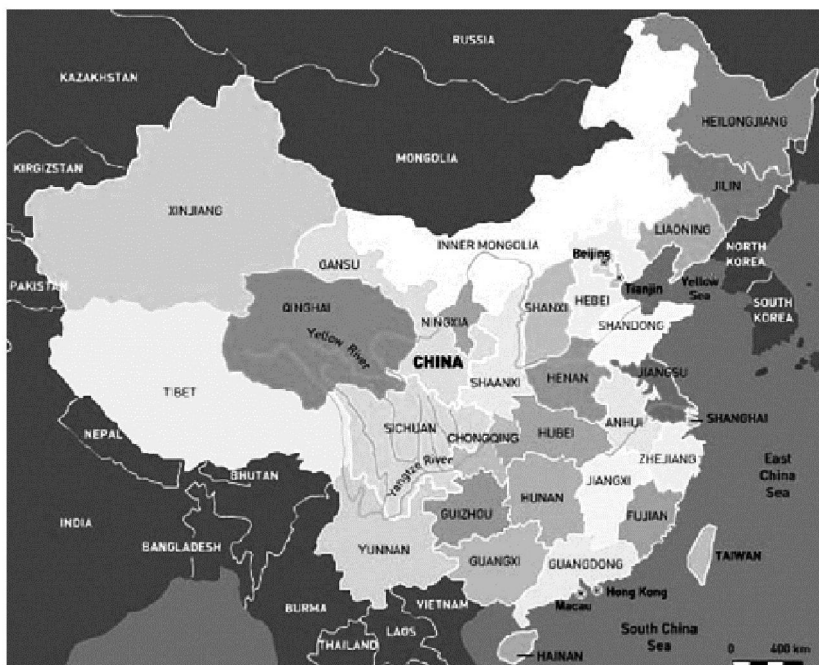 RUSSIA
KAZAKHSTAN
HEILONGJIANG
MONGOLIA
KIRGIZSTAN
JILIN
XINJIANG
LIAONING
INNER MONGOLIA
NORTH
KOREA
Beijing
GANSU
Tianjin
Yellow
Sea
PAKISTAN
QINGHAI
SHANXI
HEBEI
SOUTH
KOREA
NINGXIA
SHANDONG
Yellow River
CHINA
JIANGSU
SHAANXI
HENAN
TIBET
SHANGHAI
ANHUI
SICHUAN
CHONGQING
HUBEI
NEPAL
ZHEJIANG
East
China
Sea
Yangtze River
BHUTAN
JIANGXI
HUNAN
GUIZHOU
FUJIAN
INDIA
BANGLADESH
YUNNAN
GUANGXI
GUANGDONG
TAIWAN
Hong Kong
Macau
BURMA
VIETNAM
LAOS
THAILAND
South China
Sea
HAINAN
0 400 km